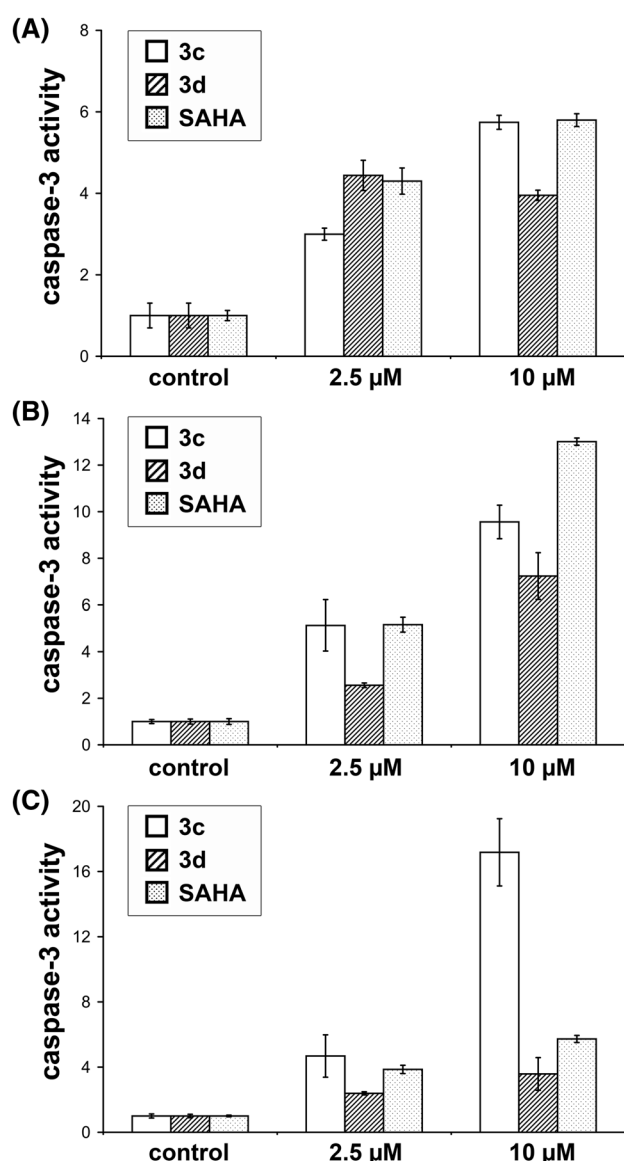 (A)
caspase-3 activity
8
6
4
2
0
3c
3d
SAHA
control 2.5 µM 10 µM
(B)
caspase-3 activity
14
12
10
8
6
4
2
0
3c
3d
SAHA
control 2.5 µM 10 µM
(C)
caspase-3 activity
20
16
12
8
4
0
3c
3d
SAHA
control 2.5 µM 10 µM